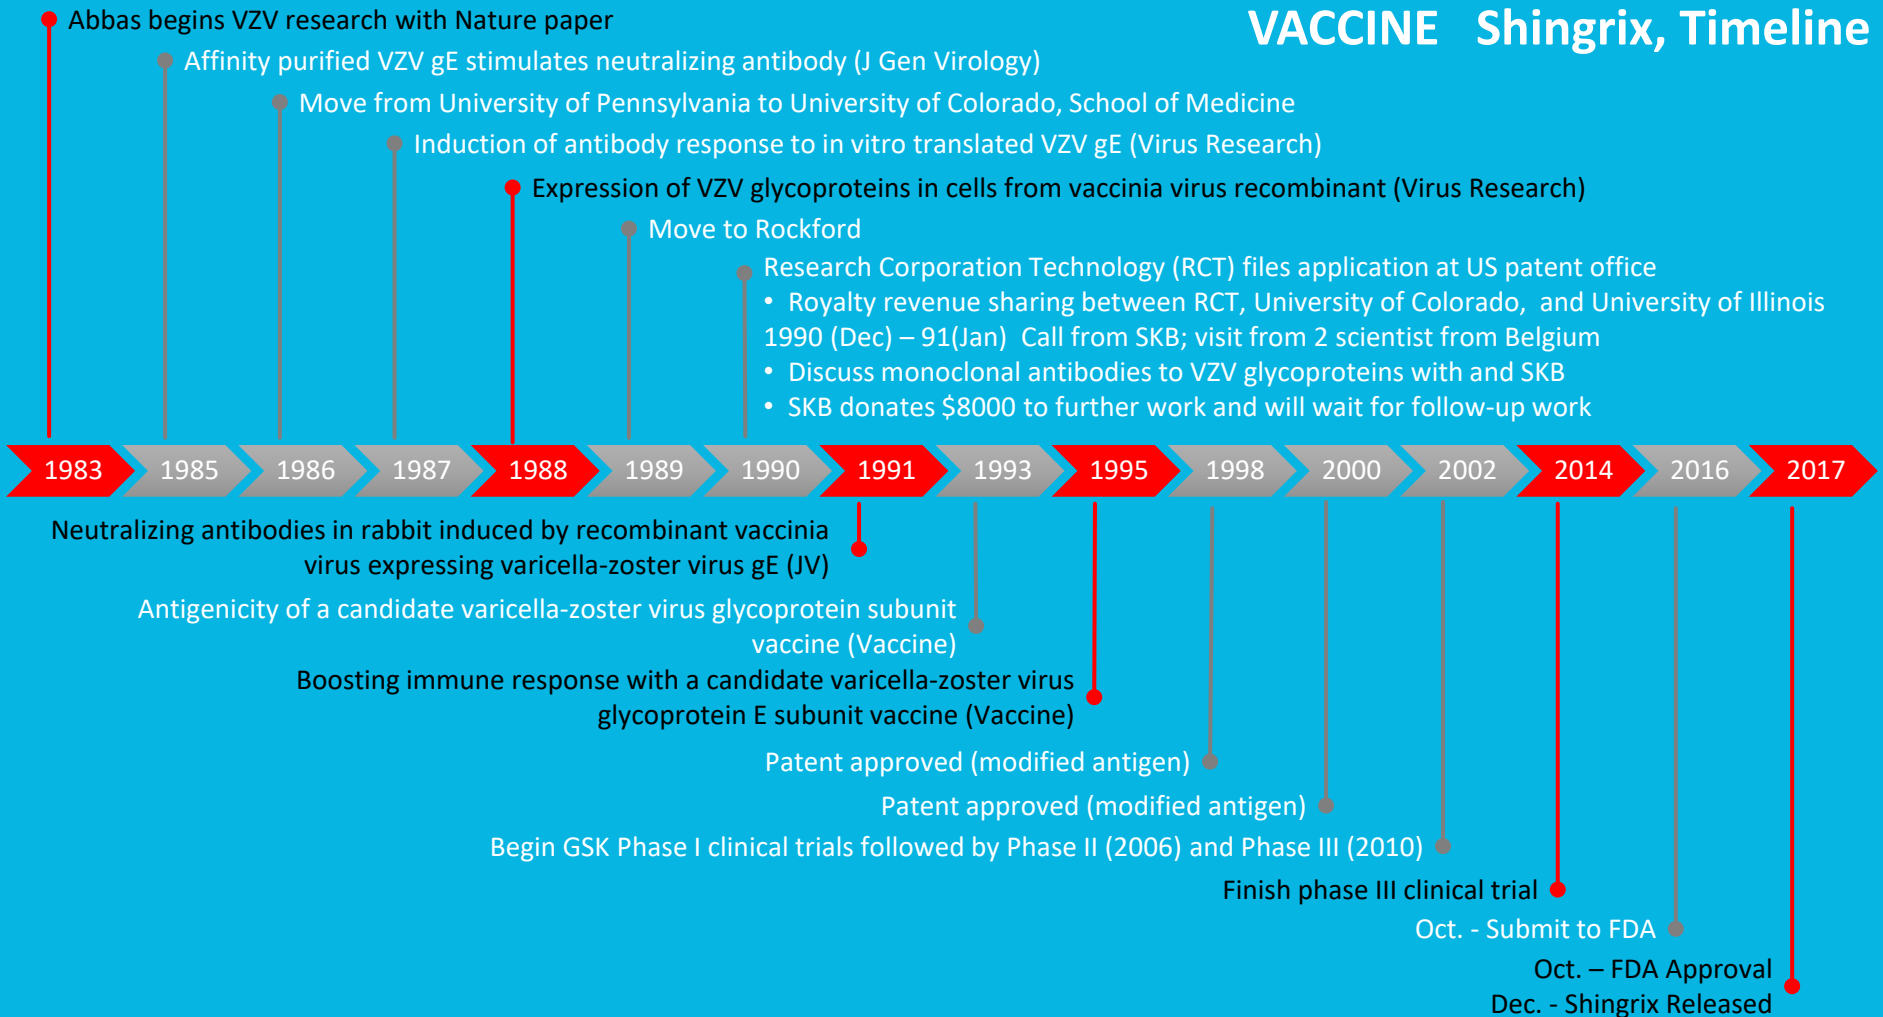 VACCINE Shingrix, Timeline
Abbas begins VZV research with Nature paper
Affinity purified VZV gE stimulates neutralizing antibody (J Gen Virology)
Move from University of Pennsylvania to University of Colorado, School of Medicine
Induction of antibody response to in vitro translated VZV gE (Virus Research)
Expression of VZV glycoproteins in cells from vaccinia virus recombinant (Virus Research)
Move to Rockford
Research Corporation Technology (RCT) files application at US patent office
• Royalty revenue sharing between RCT, University of Colorado, and University of Illinois
1990 (Dec) – 91(Jan) Call from SKB; visit from 2 scientist from Belgium
• Discuss monoclonal antibodies to VZV glycoproteins with and SKB
• SKB donates $8000 to further work and will wait for follow-up work
1983 1985 1986 1987 1988 1989 1990 1991 1993 1995 1998 2000 2002 2014 2016 2017
Neutralizing antibodies in rabbit induced by recombinant vaccinia
virus expressing varicella-zoster virus gE (JV)
Antigenicity of a candidate varicella-zoster virus glycoprotein subunit
vaccine (Vaccine)
Boosting immune response with a candidate varicella-zoster virus
glycoprotein E subunit vaccine (Vaccine)
Patent approved (modified antigen)
Patent approved (modified antigen)
Begin GSK Phase I clinical trials followed by Phase II (2006) and Phase III (2010)
Finish phase III clinical trial
Oct. - Submit to FDA
Oct. – FDA Approval
Dec. - Shingrix Released